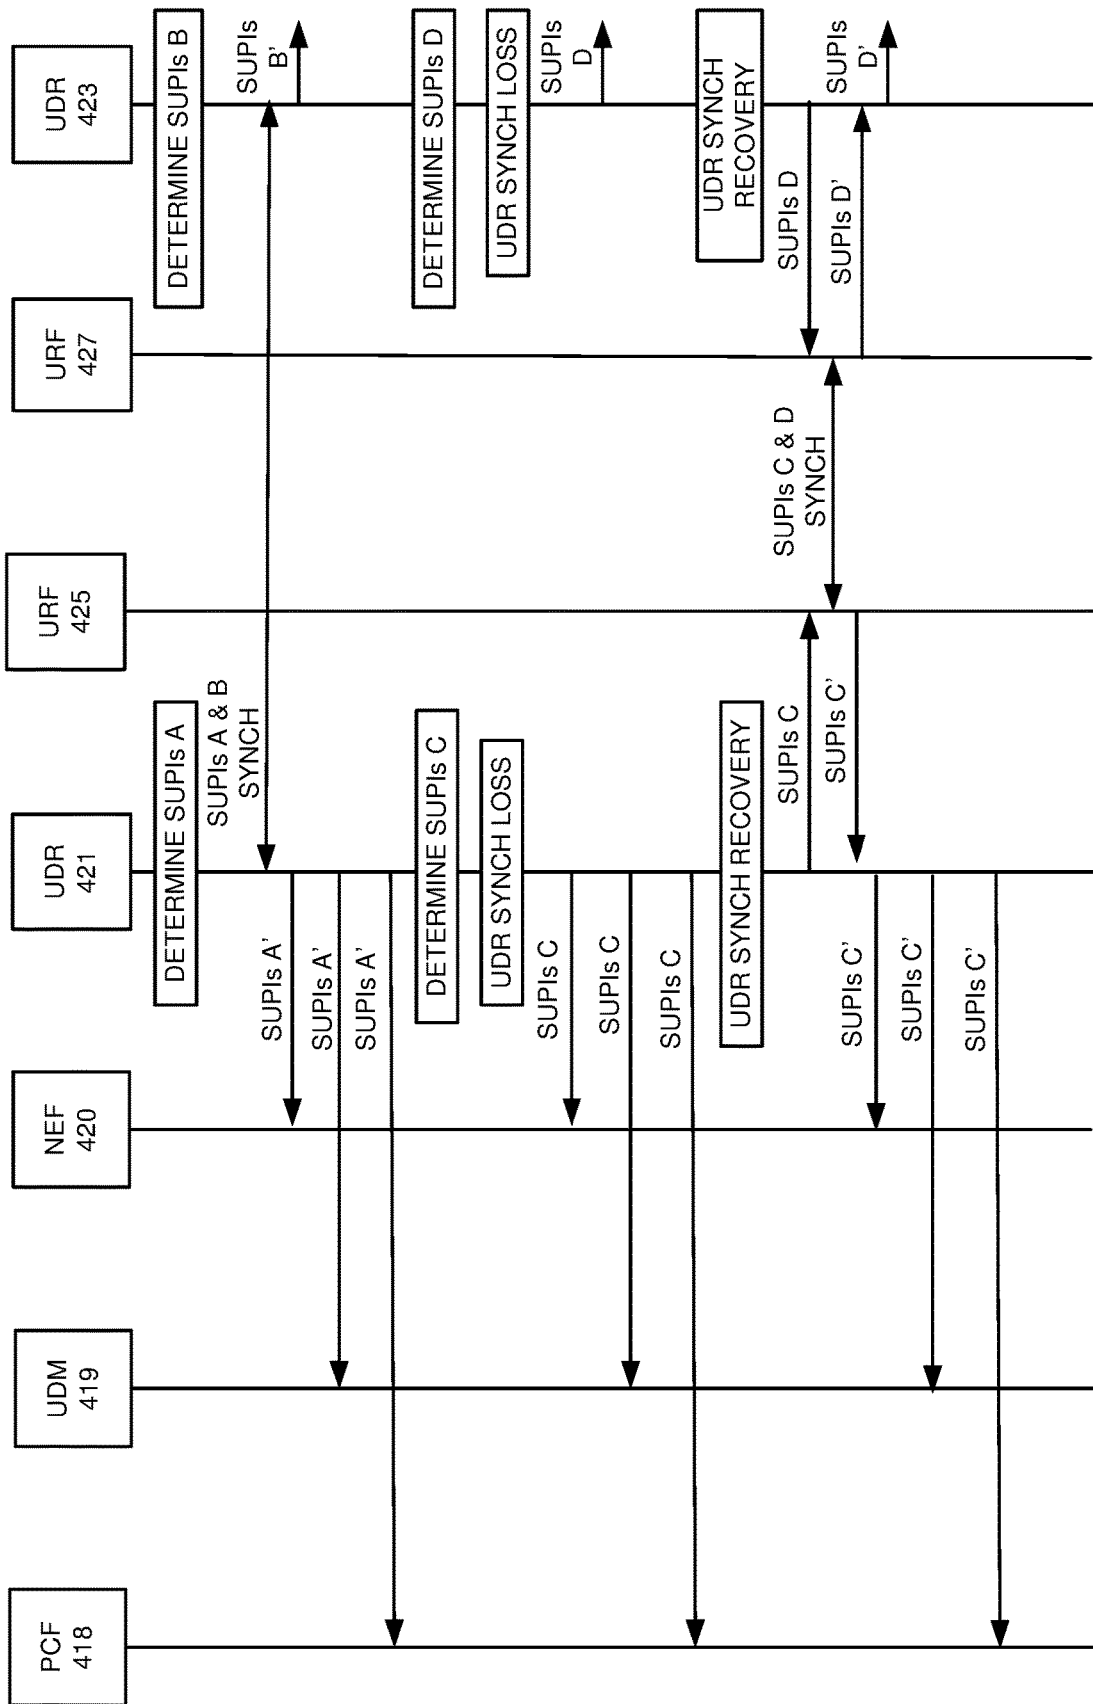 PCF
418
UDM
419
NEF
420
UDR
421
URF
425
URF
427
UDR
423
DETERMINE SUPIs A
DETERMINE SUPIs B
SUPIs A & B
SYNCH
SUPIs
B'
SUPIs A'
SUPIs A'
SUPIs A'
DETERMINE SUPIs C
DETERMINE SUPIs D
UDR SYNCH LOSS
UDR SYNCH LOSS
SUPIs C
SUPIs
D
SUPIs C
SUPIs C
UDR SYNCH RECOVERY
UDR SYNCH
RECOVERY
SUPIs C
SUPIs D
SUPIs C & D
SYNCH
SUPIs C'
SUPIs D'
SUPIs
D'
SUPIs C'
SUPIs C'
SUPIs C'